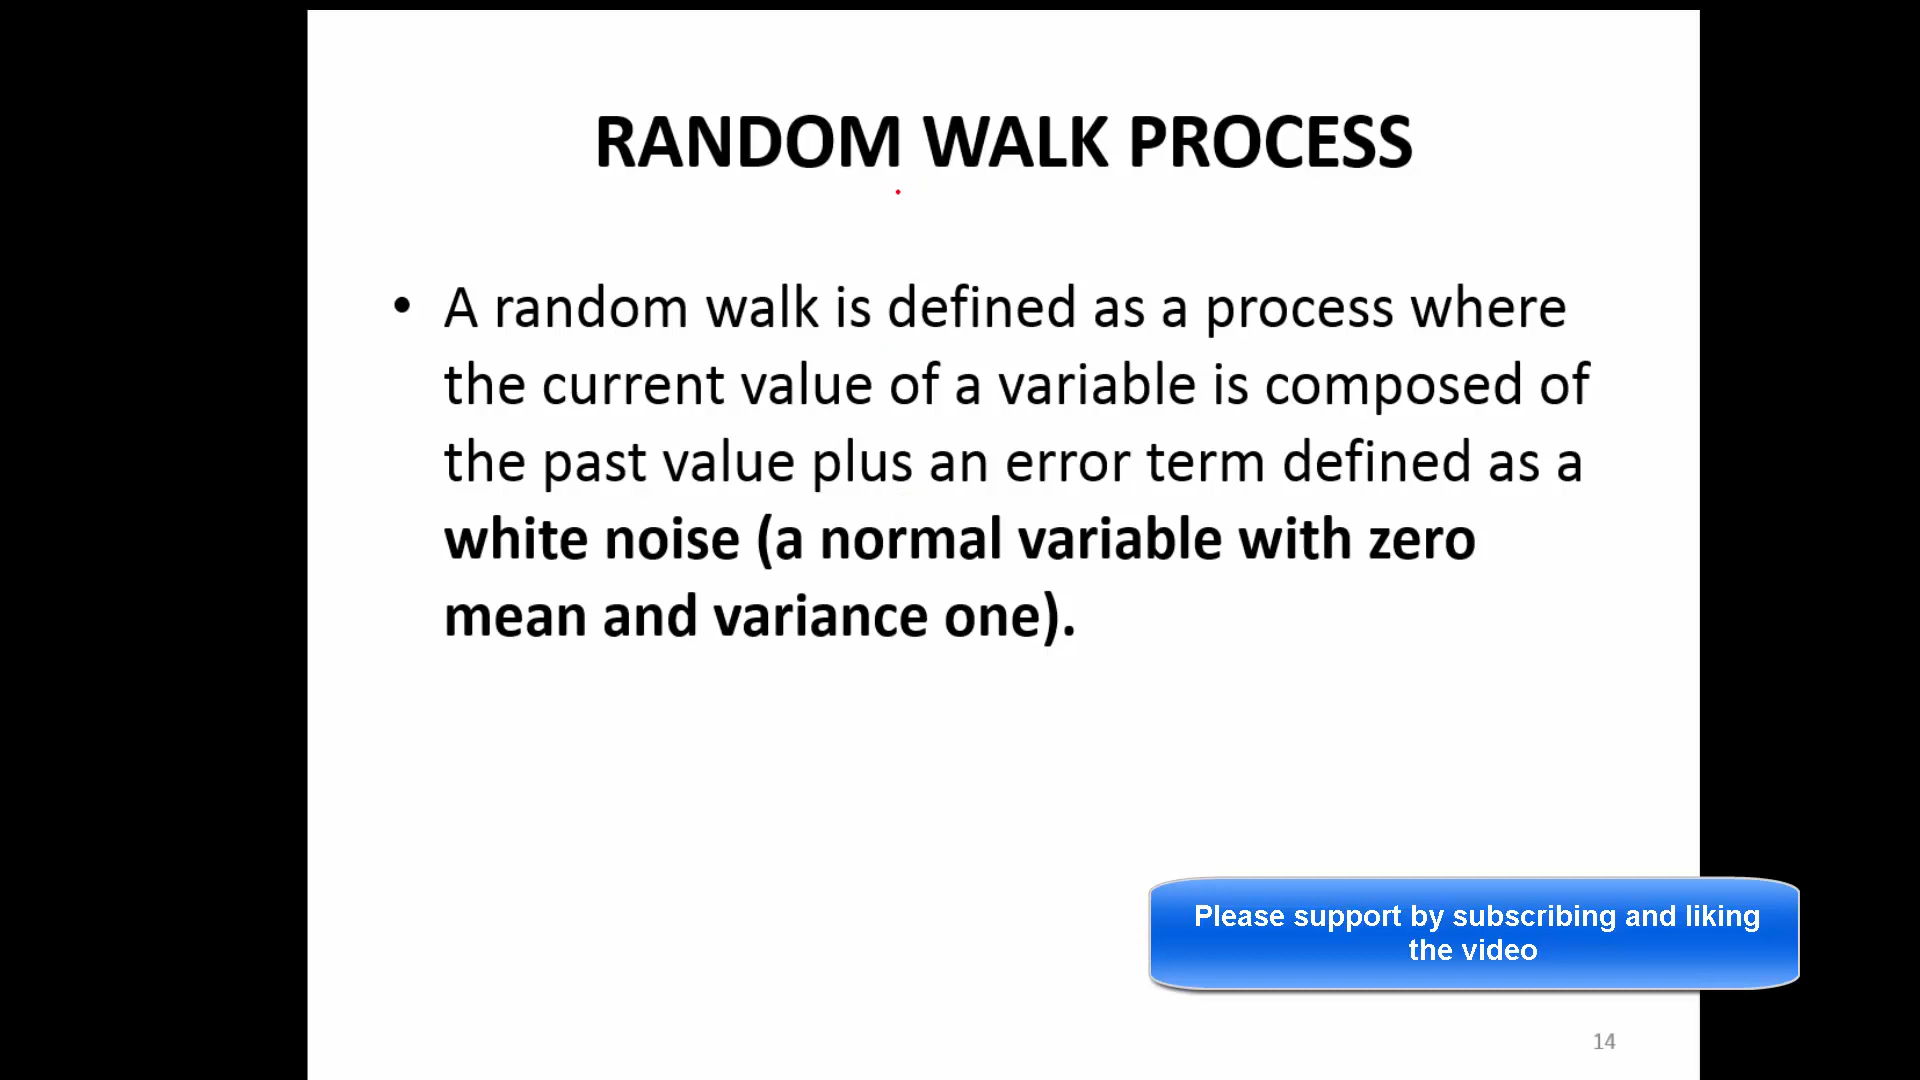 RANDOM WALK PROCESS
• A random walk is defined as a process where
the current value of a variable is composed of
the past value plus an error term defined as a
white noise (a normal variable with zero
mean and variance one).
Please support by subscribing and liking
the video
14